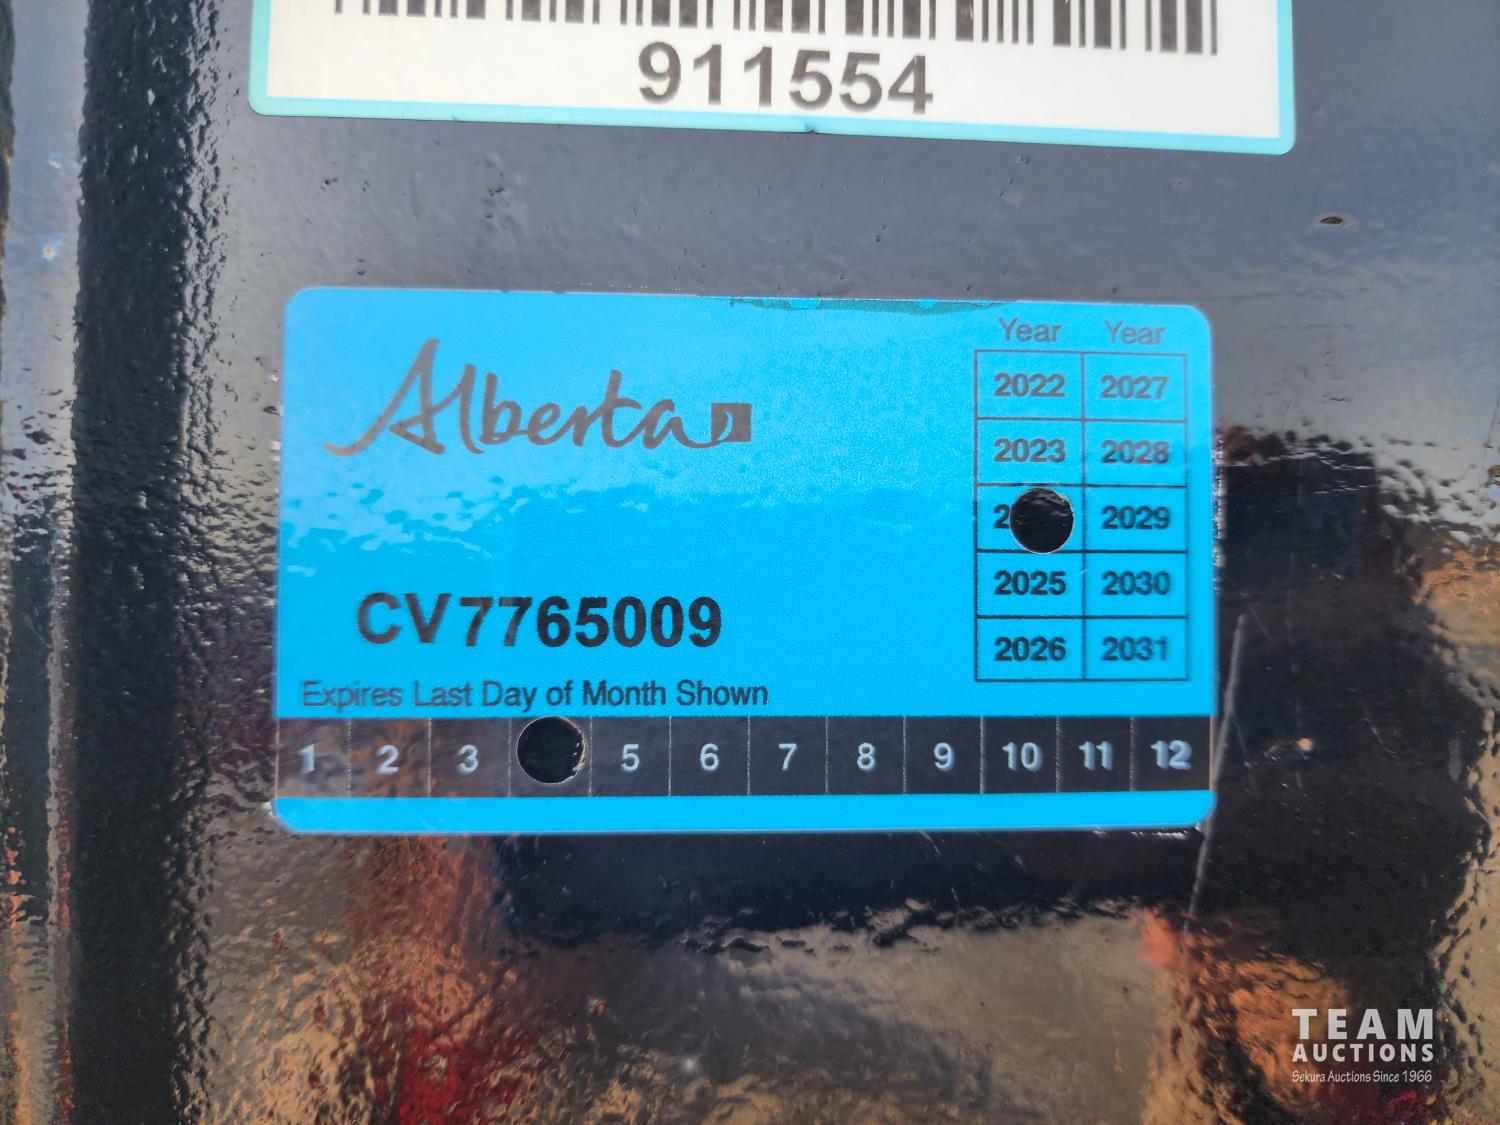 911554
Alberta
Year Year
2022 2027
2023 2028
2029
2025 2030
2026 2031
CV7765009
Expires Last Day of Month Shown
1 2 3 5 6 7 8 9 10 11 12
TEAM
AUCTIONS
Sekura Auctions Since 1966